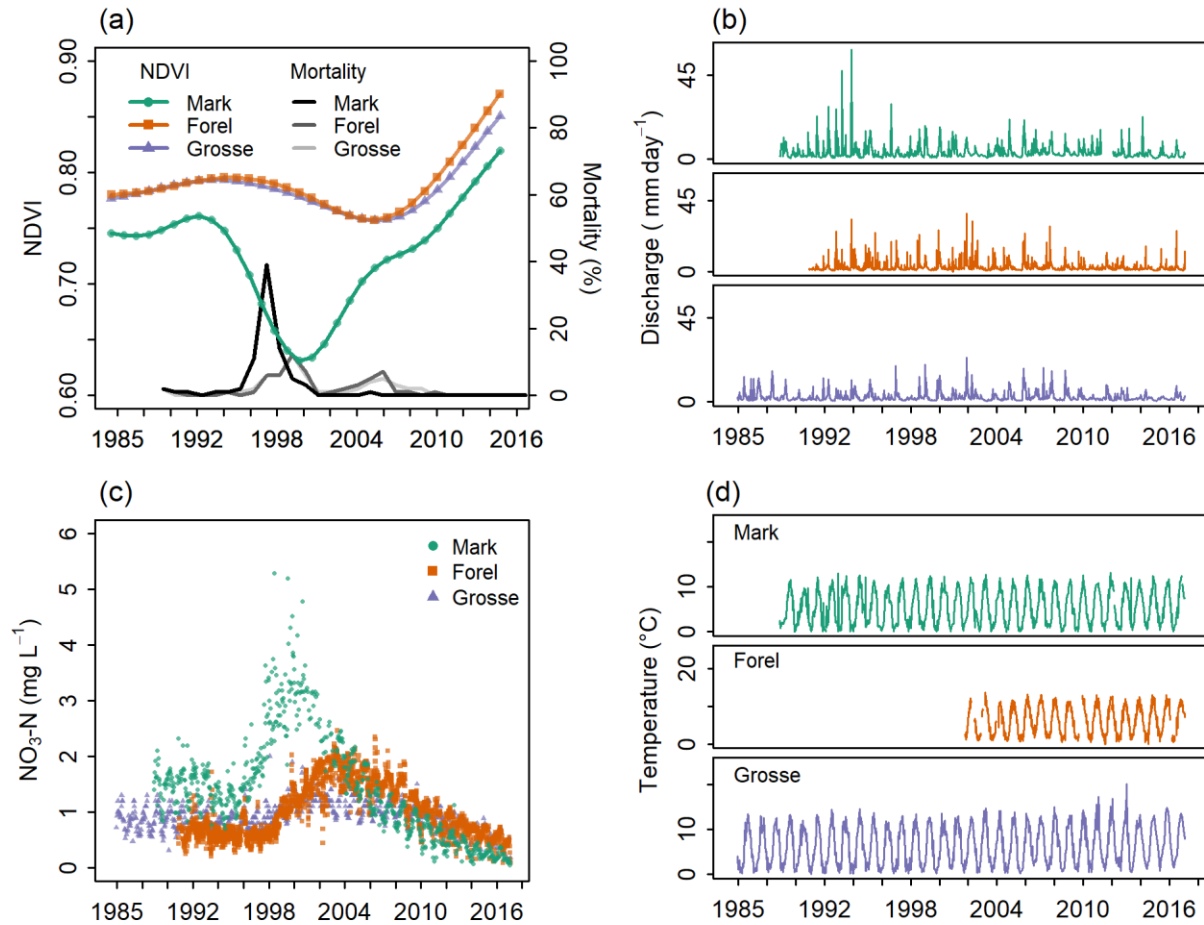 (a)
NDVI Mortality
Mark Mark
Forel Forel
Grosse Grosse
0.90
0.80
0.70
0.60
NDVI
100
80
60
40
20
0
Mortality (%)
1985 1992 1998 2004 2010 2016
(b)
45
0
45
0
45
0
Discharge ( mm day⁻¹)
1985 1992 1998 2004 2010 2016
(c)
Mark
Forel
Grosse
6
5
4
3
2
1
0
NO₃-N (mg L⁻¹)
1985 1992 1998 2004 2010 2016
(d)
Mark
10
0
Forel
20
0
Grosse
10
0
Temperature (°C)
1985 1992 1998 2004 2010 2016